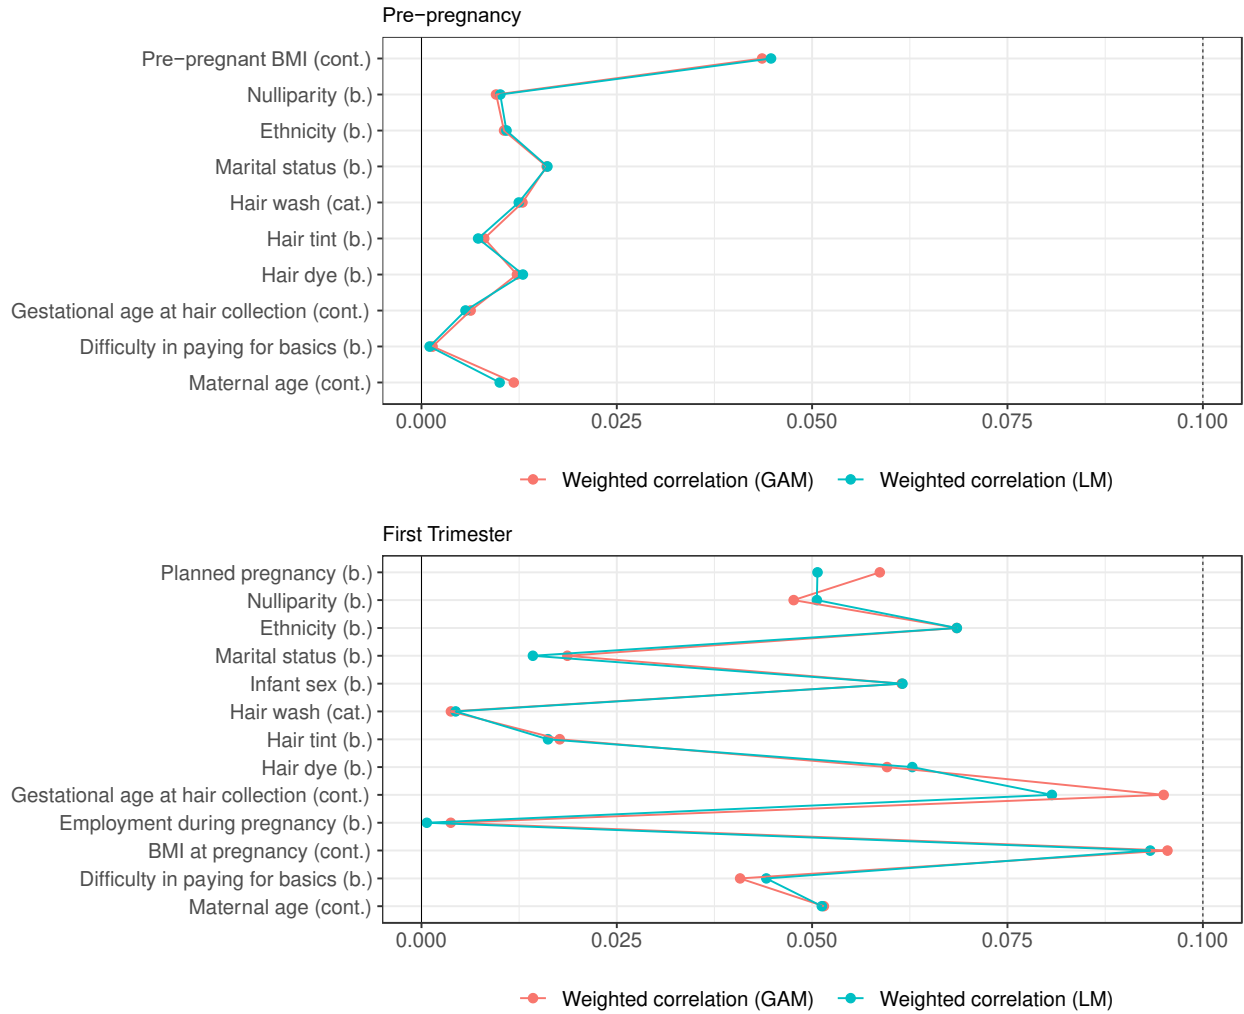 Pre−pregnancy
Pre−pregnant BMI (cont.)
Nulliparity (b.)
Ethnicity (b.)
Marital status (b.)
Hair wash (cat.)
Hair tint (b.)
Hair dye (b.)
Gestational age at hair collection (cont.)
Difficulty in paying for basics (b.)
Maternal age (cont.)
0.000 0.025 0.050 0.075 0.100
Weighted correlation (GAM) Weighted correlation (LM)
First Trimester
Planned pregnancy (b.)
Nulliparity (b.)
Ethnicity (b.)
Marital status (b.)
Infant sex (b.)
Hair wash (cat.)
Hair tint (b.)
Hair dye (b.)
Gestational age at hair collection (cont.)
Employment during pregnancy (b.)
BMI at pregnancy (cont.)
Difficulty in paying for basics (b.)
Maternal age (cont.)
0.000 0.025 0.050 0.075 0.100
Weighted correlation (GAM) Weighted correlation (LM)